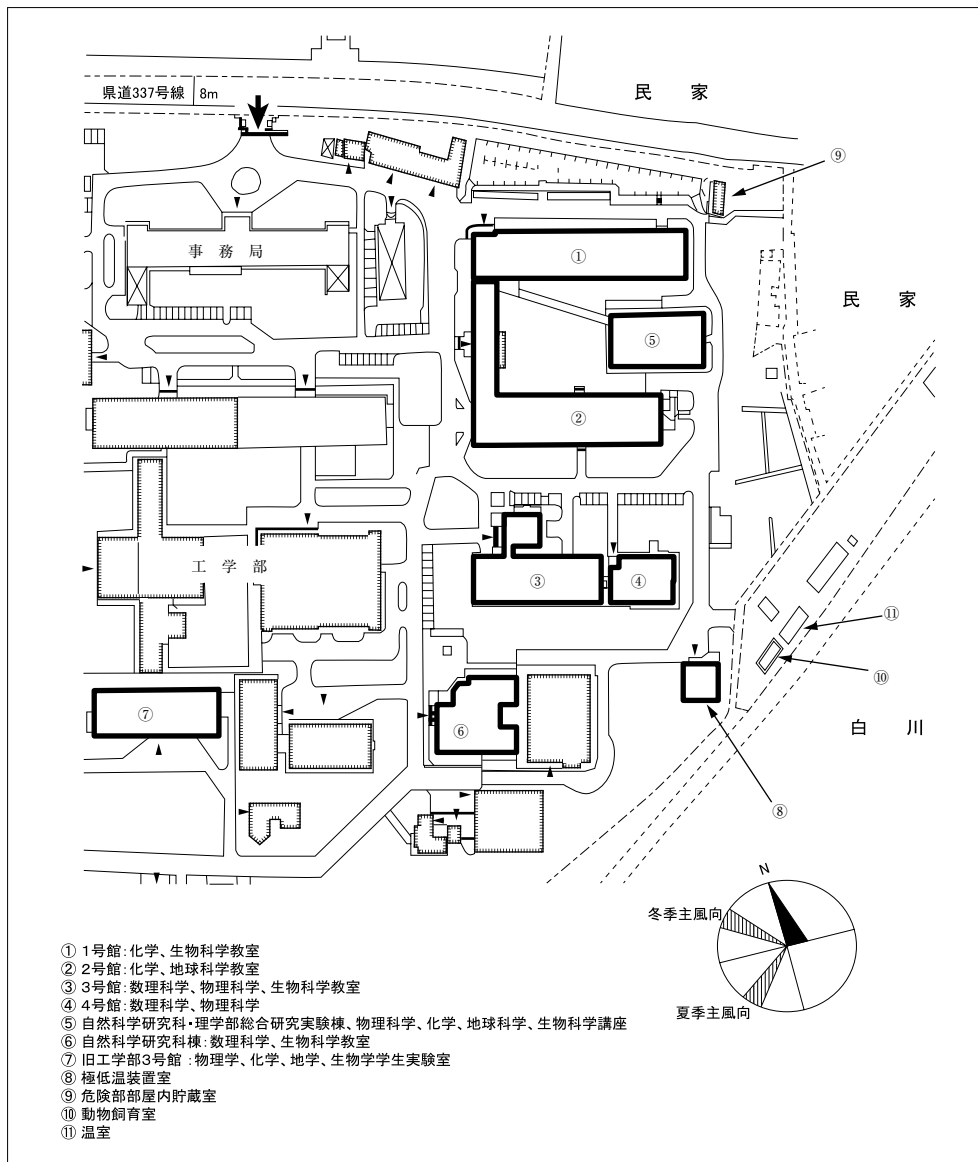 県道337号線 8m
民 家
⑨
事 務 局
①
民 家
⑤
②
工 学 部
③
④
⑪
⑩
⑦
⑥
白 川
⑧
N
冬季主風向
夏季主風向
① 1号館:化学、生物科学教室
② 2号館:化学、地球科学教室
③ 3号館:数理科学、物理科学、生物科学教室
④ 4号館:数理科学、物理科学
⑤ 自然科学研究科・理学部総合研究実験棟、物理科学、化学、地球科学、生物科学講座
⑥ 自然科学研究科棟:数理科学、生物科学教室
⑦ 旧工学部3号館 :物理学、化学、地学、生物学学生実験室
⑧ 極低温装置室
⑨ 危険部部屋内貯蔵室
⑩ 動物飼育室
⑪ 温室